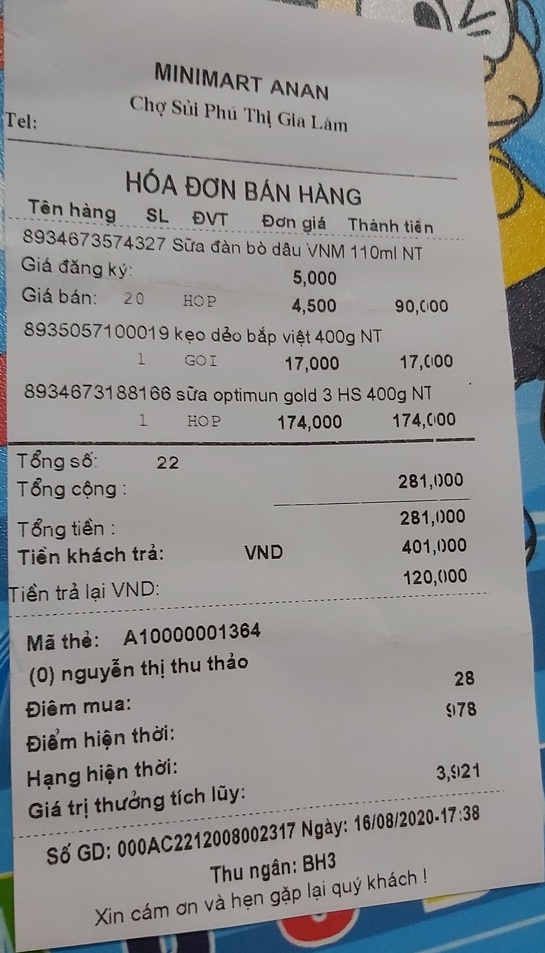 MINIMART ANAN
Chợ Sủi Phú Thị Gia Lâm
Tel:
HÓA ĐƠN BÁN HÀNG
Tên hàng SL ĐVT Đơn giá Thành tiền
8934673574327 Sữa đàn bò dâu VNM 110ml NT
Giá đăng ký: 5,000
Giá bán: 20 HOP 4,500 90,000
8935057100019 kẹo dẻo bắp việt 400g NT
1 GOI 17,000 17,000
8934673188166 sữa optimun gold 3 HS 400g NT
1 HOP 174,000 174,000
Tổng số: 22
Tổng cộng : 281,000
Tổng tiền : 281,000
Tiền khách trả: VND 401,000
Tiền trả lại VND: 120,000
Mã thẻ: A10000001364
(0) nguyễn thị thu thảo
Điểm mua: 28
Điểm hiện thời: 978
Hạng hiện thời:
Giá trị thưởng tích lũy: 3,921
Số GD: 000AC2212008002317 Ngày: 16/08/2020-17:38
Thu ngân: BH3
Xin cám ơn và hẹn gặp lại quý khách !